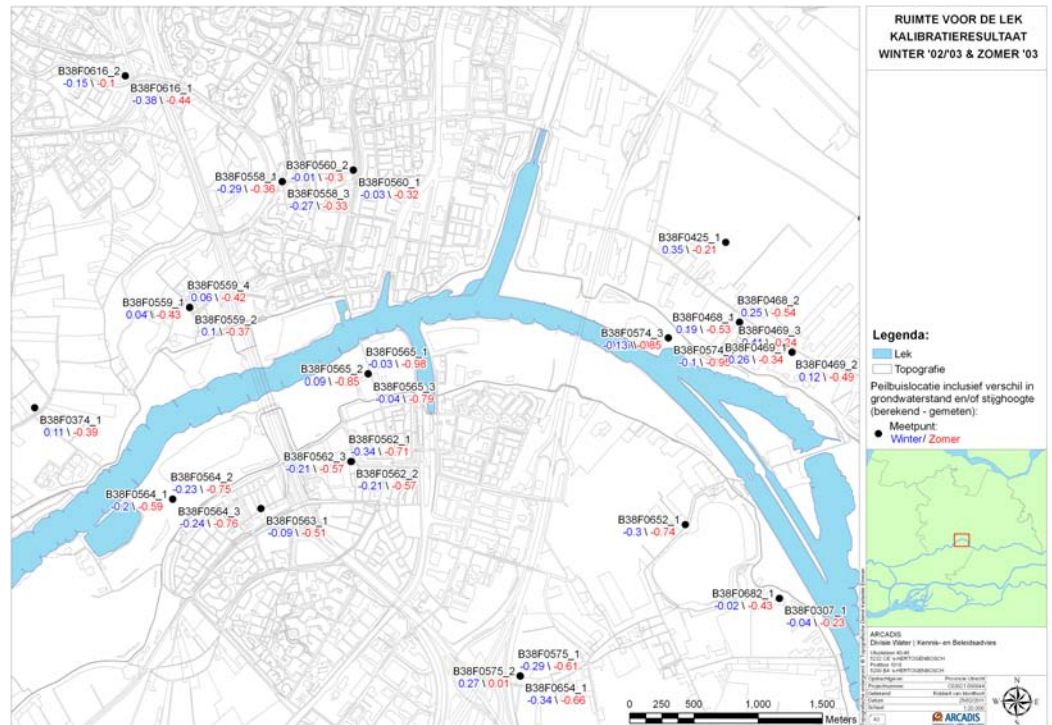 RUIMTE VOOR DE LEK
KALIBRATIERESULTAAT
WINTER '02/'03 & ZOMER '03
B38F0616_2
-0.15 \ -0.1
B38F0616_1
-0.38 \ -0.44
B38F0560_2
-0.01 \ -0.3
B38F0558_1
-0.29 \ -0.36
B38F0560_1
-0.03 \ -0.32
B38F0558_3
-0.27 \ -0.33
B38F0425_1
0.35 \ -0.21
B38F0559_4
0.06 \ -0.42
B38F0559_1
0.04 \ -0.43
B38F0559_2
0.1 \ -0.37
B38F0468_2
0.25 \ -0.54
B38F0468_1
0.19 \ -0.53
B38F0469_3
B38F0574_3
B38F0469_1
-0.26 \ -0.34
B38F0469_2
0.12 \ -0.49
B38F0565_1
-0.03 \ -0.98
B38F0565_2
0.09 \ -0.85
B38F0565_3
-0.04 \ -0.79
B38F0374_1
0.11 \ -0.39
B38F0562_1
-0.34 \ -0.71
B38F0562_3
-0.21 \ -0.57
B38F0562_2
-0.21 \ -0.57
B38F0564_2
-0.23 \ -0.75
B38F0564_1
-0.2 \ -0.59
B38F0564_3
-0.24 \ -0.76
B38F0563_1
-0.09 \ -0.51
B38F0652_1
-0.3 \ -0.74
B38F0682_1
-0.02 \ -0.43
B38F0307_1
-0.04 \ -0.23
B38F0575_1
-0.29 \ -0.61
B38F0575_2
0.27 \ 0.01
B38F0654_1
-0.34 \ -0.66
0 500 1,000 1,500
Meters
Legenda:
Lek
Topografie
Peilbuislocatie inclusief verschil in
grondwaterstand en/of stijghoogte
(berekend - gemeten):
Meetpunt:
Winter/ Zomer
ARCADIS
Divisie Water | Kennis- en Beleidsadvies
Provincie Utrecht
A3
ARCADIS
N
W E
S